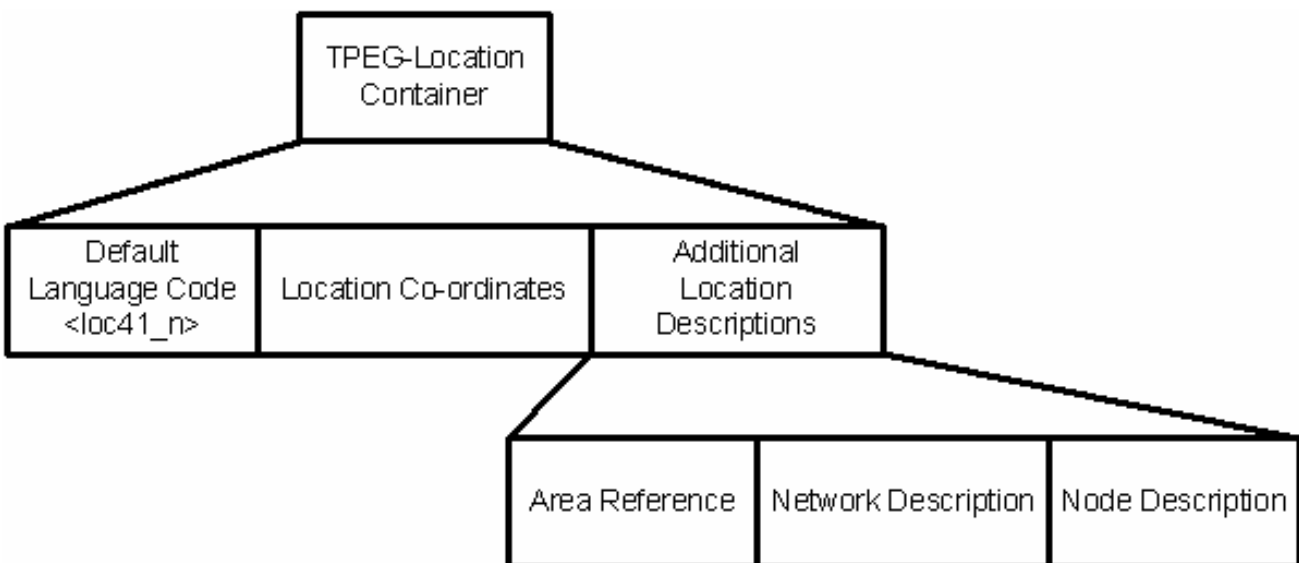 TPEG-Location
Container
Default
Language Code
<loc41_n>
Location Co-ordinates
Additional
Location
Descriptions
Area Reference
Network Description
Node Description